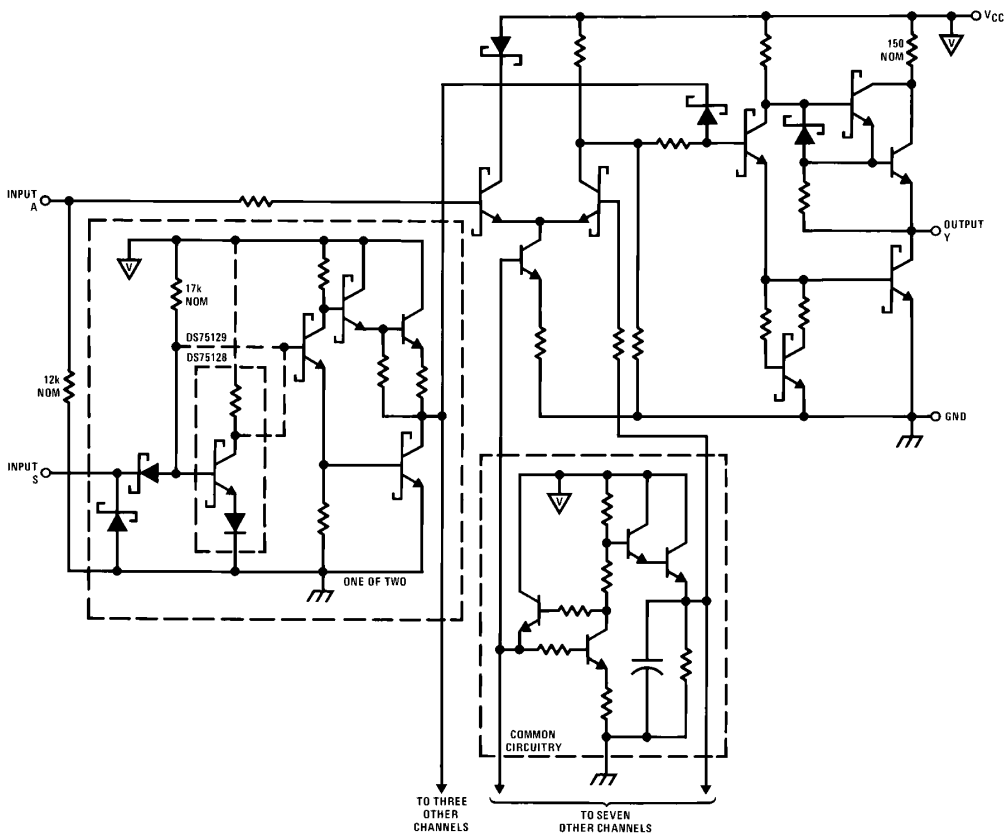 VCC
150
NOM
INPUT
A
V
V
17k
NOM
OUTPUT
Y
DS75129
DS75128
12k
NOM
GND
INPUT
S
V
ONE OF TWO
COMMON
CIRCUITRY
TO THREE
OTHER
CHANNELS
TO SEVEN
OTHER CHANNELS